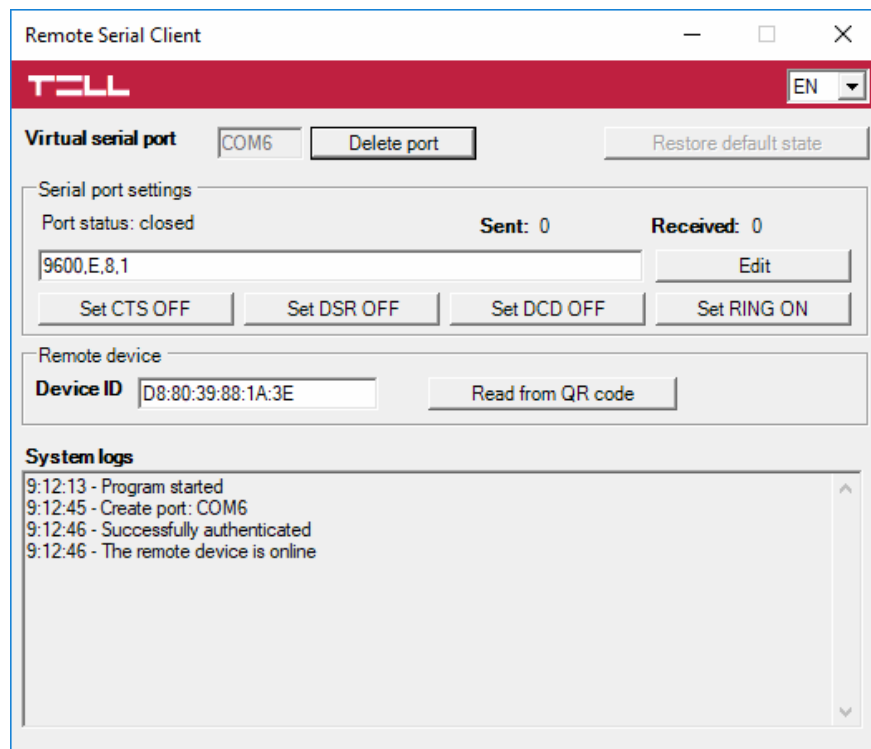 Remote Serial Client
TELL EN
Virtual serial port COM6 Delete port Restore default state
Serial port settings
Port status: closed Sent: 0 Received: 0
9600,E,8,1 Edit
Set CTS OFF Set DSR OFF Set DCD OFF Set RING ON
Remote device
Device ID D8:80:39:88:1A:3E Read from QR code
System logs
9:12:13 - Program started
9:12:45 - Create port: COM6
9:12:46 - Successfully authenticated
9:12:46 - The remote device is online